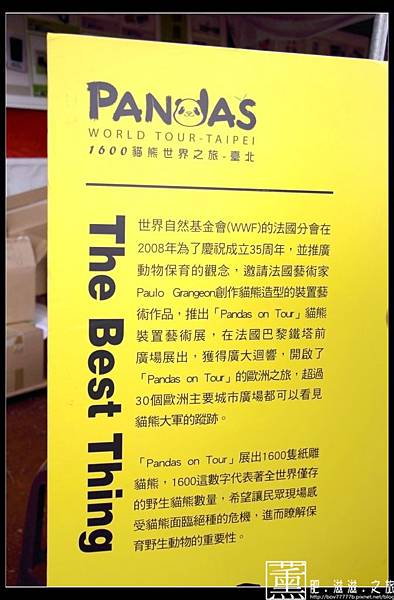 PANDAS
WORLD TOUR-TAIPEI
1600貓熊世界之旅-臺北
The Best Thing
世界自然基金會(WWF)的法國分會在
2008年為了慶祝成立35周年，並推廣
動物保育的觀念，邀請法國藝術家
Paulo Grangeon創作貓熊造型的裝置藝
術作品，推出「Pandas on Tour」貓熊
裝置藝術展，在法國巴黎鐵塔前
廣場展出，獲得廣大迴響，開啟了
「Pandas on Tour」的歐洲之旅，超過
30個歐洲主要城市廣場都可以看見
貓熊大軍的蹤跡。
「Pandas on Tour」展出1600隻紙雕
貓熊，1600這數字代表著全世界僅存
的野生貓熊數量，希望讓民眾現場感
受貓熊面臨絕種的危機，進而瞭解保
育野生動物的重要性。
薰
肥.滋滋.之旅
http://boy77777b.pixnet.net/blog